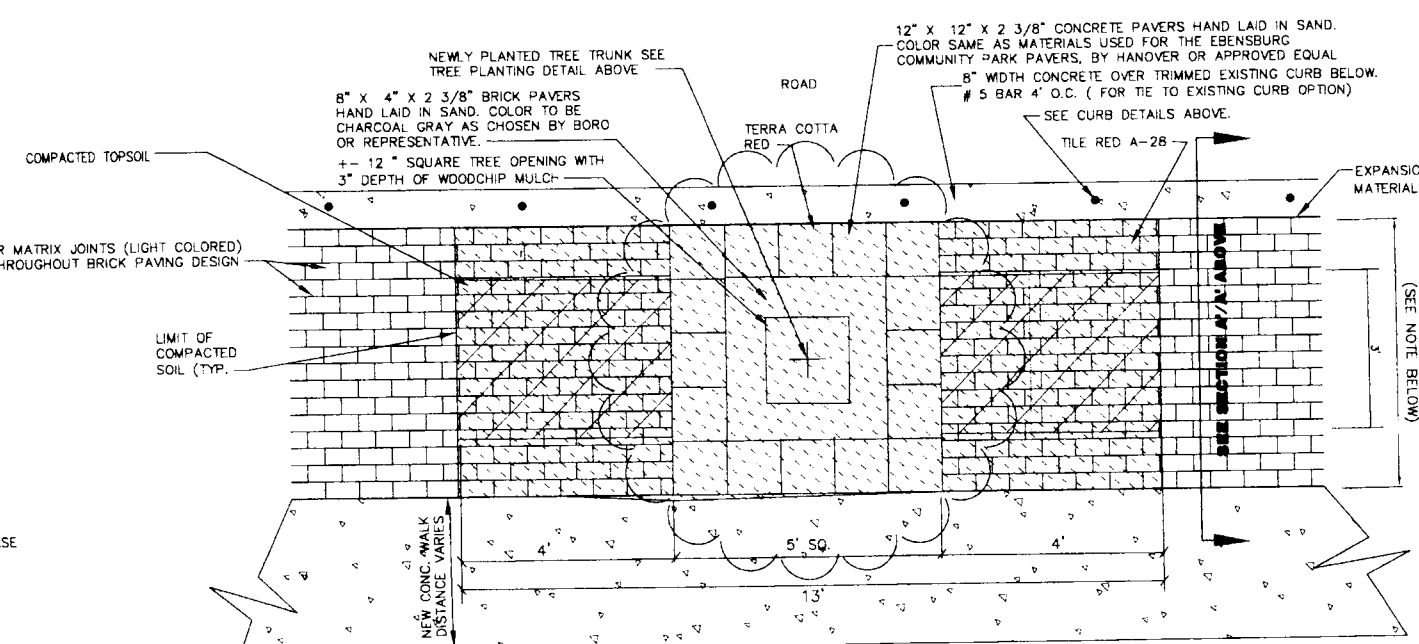 12" X 12" X 2 3/8" CONCRETE PAVERS HAND LAID IN SAND.
COLOR SAME AS MATERIALS USED FOR THE EBENSBURG
COMMUNITY PARK PAVERS, BY HANOVER OR APPROVED EQUAL
NEWLY PLANTED TREE TRUNK SEE
TREE PLANTING DETAIL ABOVE
ROAD
8" WIDTH CONCRETE OVER TRIMMED EXISTING CURB BELOW.
# 5 BAR 4' O.C. ( FOR TIE TO EXISTING CURB OPTION)
8" X 4" X 2 3/8" BRICK PAVERS
HAND LAID IN SAND. COLOR TO BE
CHARCOAL GRAY AS CHOSEN BY BORO
OR REPRESENTATIVE.
SEE CURB DETAILS ABOVE.
TERRA COTTA
RED
TILE RED A-28
COMPACTED TOPSOIL
+- 12 " SQUARE TREE OPENING WITH
3" DEPTH OF WOODCHIP MULCH
EXPANSIO
MATERIAL
R MATRIX JOINTS (LIGHT COLORED)
HROUGHOUT BRICK PAVING DESIGN
SEE SECTION A'/A' ABOVE
(SEE NOTE BELOW)
3'
LIMIT OF
COMPACTED
SOIL (TYP.
SE
NEW CONC. WALK
DISTANCE VARIES
4'
5' SQ.
4'
13'